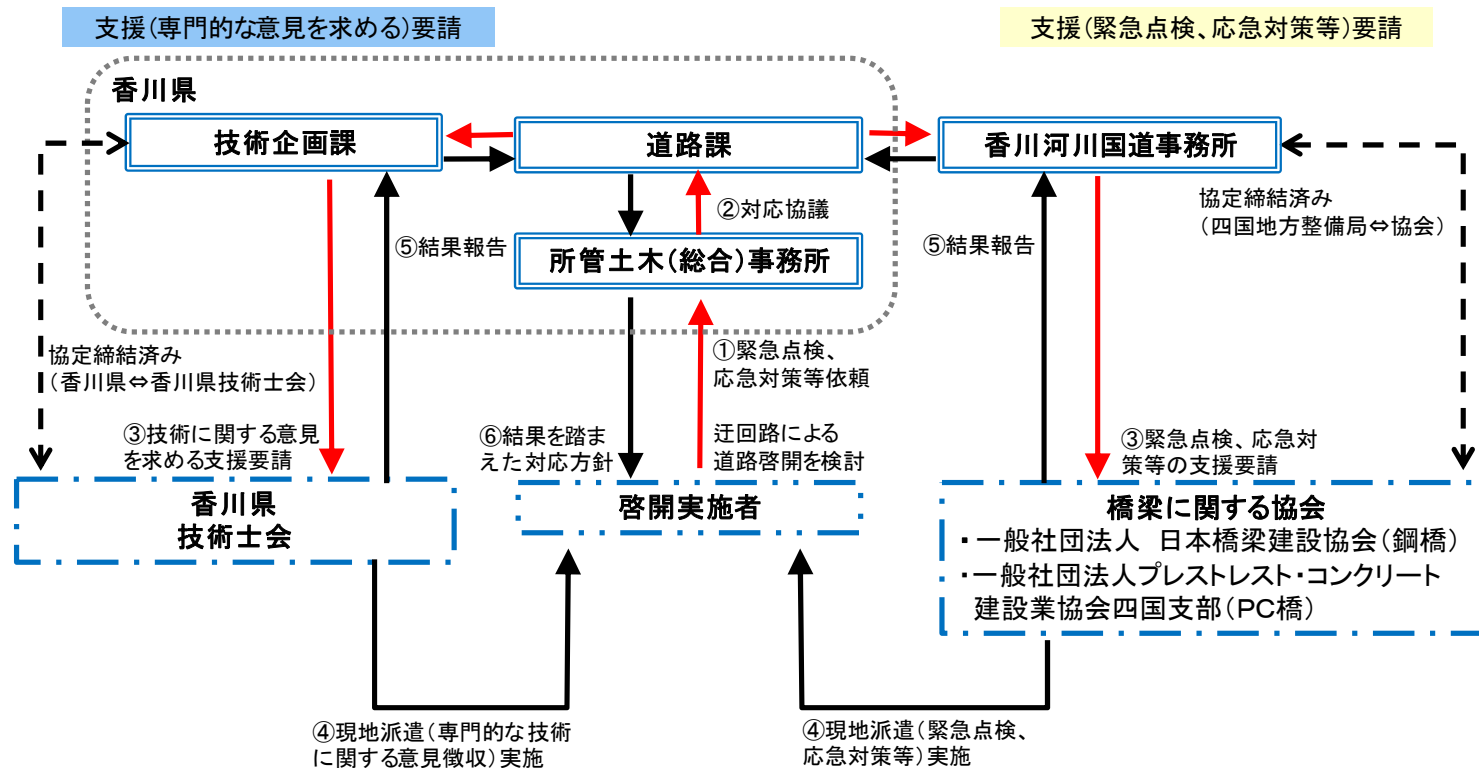 支援(専門的な意見を求める)要請
支援(緊急点検、応急対策等)要請
香川県
技術企画課
道路課
香川河川国道事務所
②対応協議
協定締結済み
(四国地方整備局⇔協会)
⑤結果報告
所管土木(総合)事務所
⑤結果報告
協定締結済み
(香川県⇔香川県技術士会)
①緊急点検、
応急対策等依頼
③技術に関する意見
を求める支援要請
⑥結果を踏ま
えた対応方針
迂回路による
道路啓開を検討
③緊急点検、応急対
策等の支援要請
香川県
技術士会
啓開実施者
橋梁に関する協会
・一般社団法人 日本橋梁建設協会(鋼橋)
・一般社団法人プレストレスト・コンクリート
建設業協会四国支部(PC橋)
④現地派遣(専門的な技術
に関する意見徴収)実施
④現地派遣(緊急点検、
応急対策等)実施